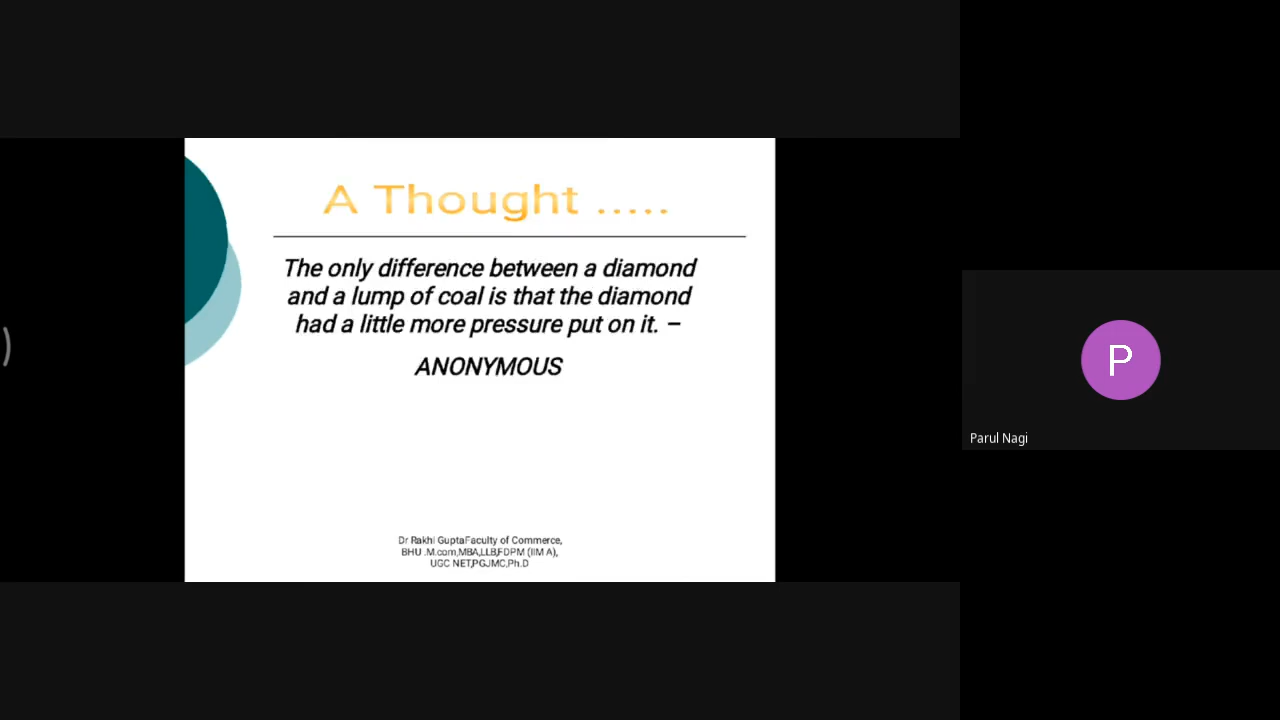 A Thought .....
The only difference between a diamond
and a lump of coal is that the diamond
had a little more pressure put on it. –
ANONYMOUS
Dr Rakhi GuptaFaculty of Commerce,
BHU .M.com,MBA,LLB,FDPM (IIM A),
UGC NET,PGJMC,Ph.D
P
Parul Nagi